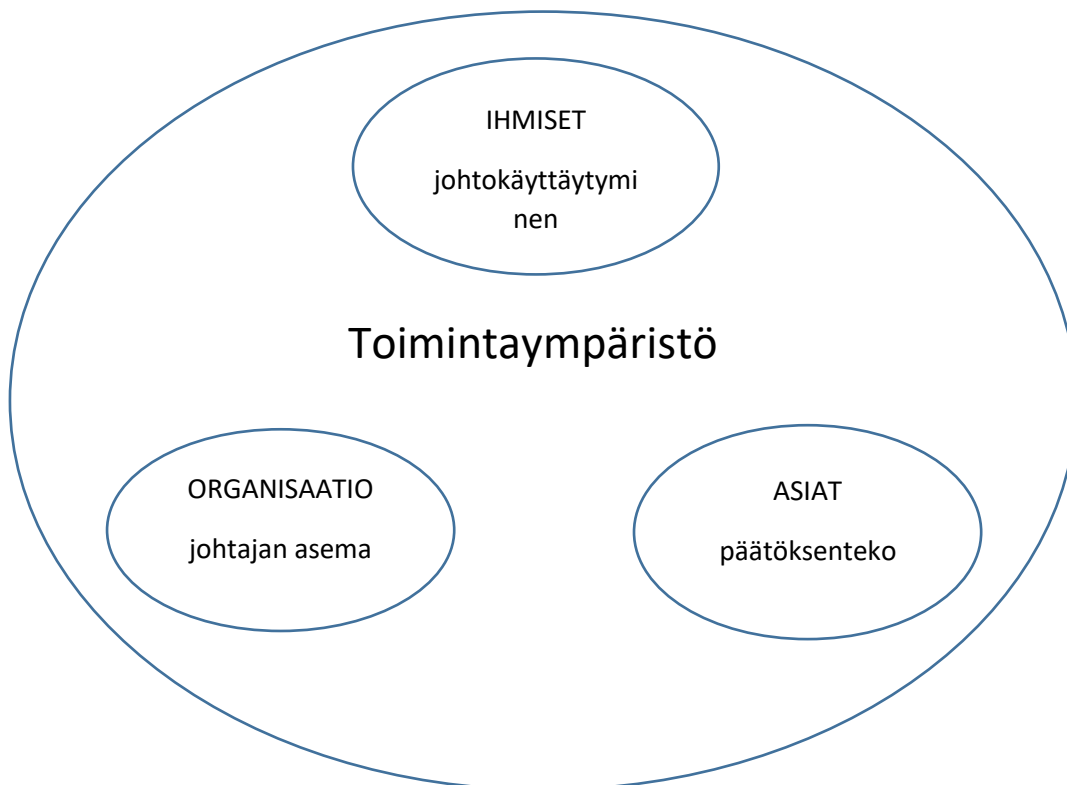 IHMISET
johtokäyttäytymi
nen
Toimintaympäristö
ORGANISAATIO
johtajan asema
ASIAT
päätöksenteko